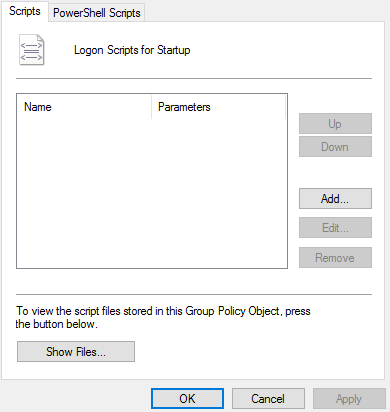 Scripts
PowerShell Scripts
Logon Scripts for Startup
Name
Parameters
Up
Down
Add...
Edit...
Remove
To view the script files stored in this Group Policy Object, press
the button below.
Show Files...
OK
Cancel
Apply